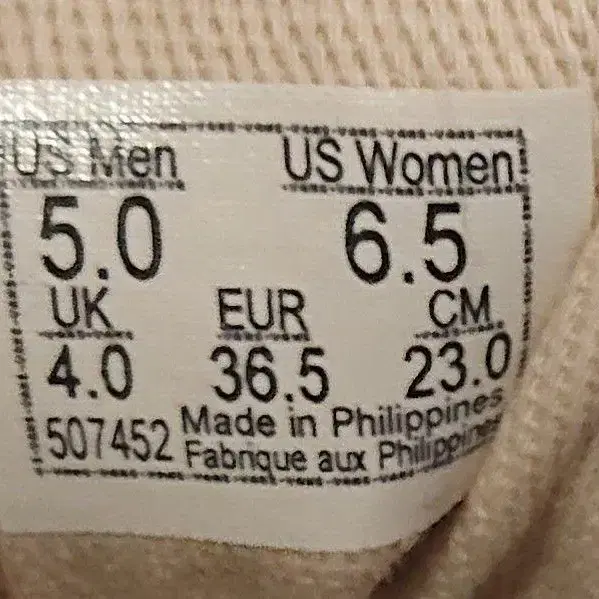 US Men US Women
5.0 6.5
UK EUR CM
4.0 36.5 23.0
507452 Made in Philippines
Fabrique aux Philippines